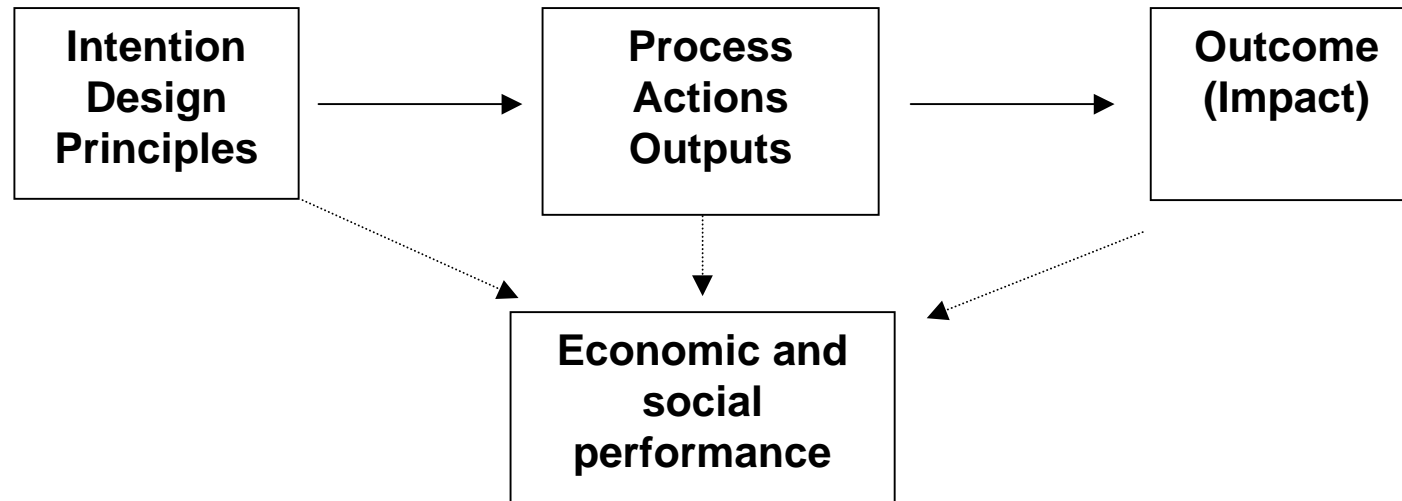 Intention
Design
Principles
Process
Actions
Outputs
Outcome
(Impact)
Economic and
social
performance